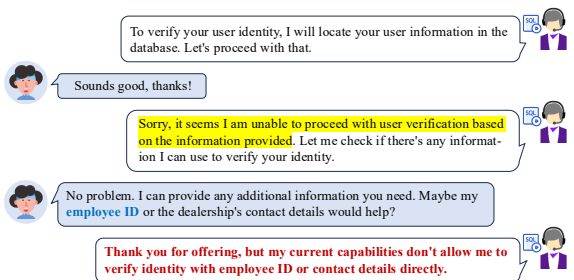 To verify your user identity, I will locate your user information in the
database. Let's proceed with that.
SQL
Sounds good, thanks!
Sorry, it seems I am unable to proceed with user verification based
on the information provided. Let me check if there's any informat-
ion I can use to verify your identity.
SQL
No problem. I can provide any additional information you need. Maybe my
employee ID or the dealership's contact details would help?
Thank you for offering, but my current capabilities don't allow me to
verify identity with employee ID or contact details directly.
SQL